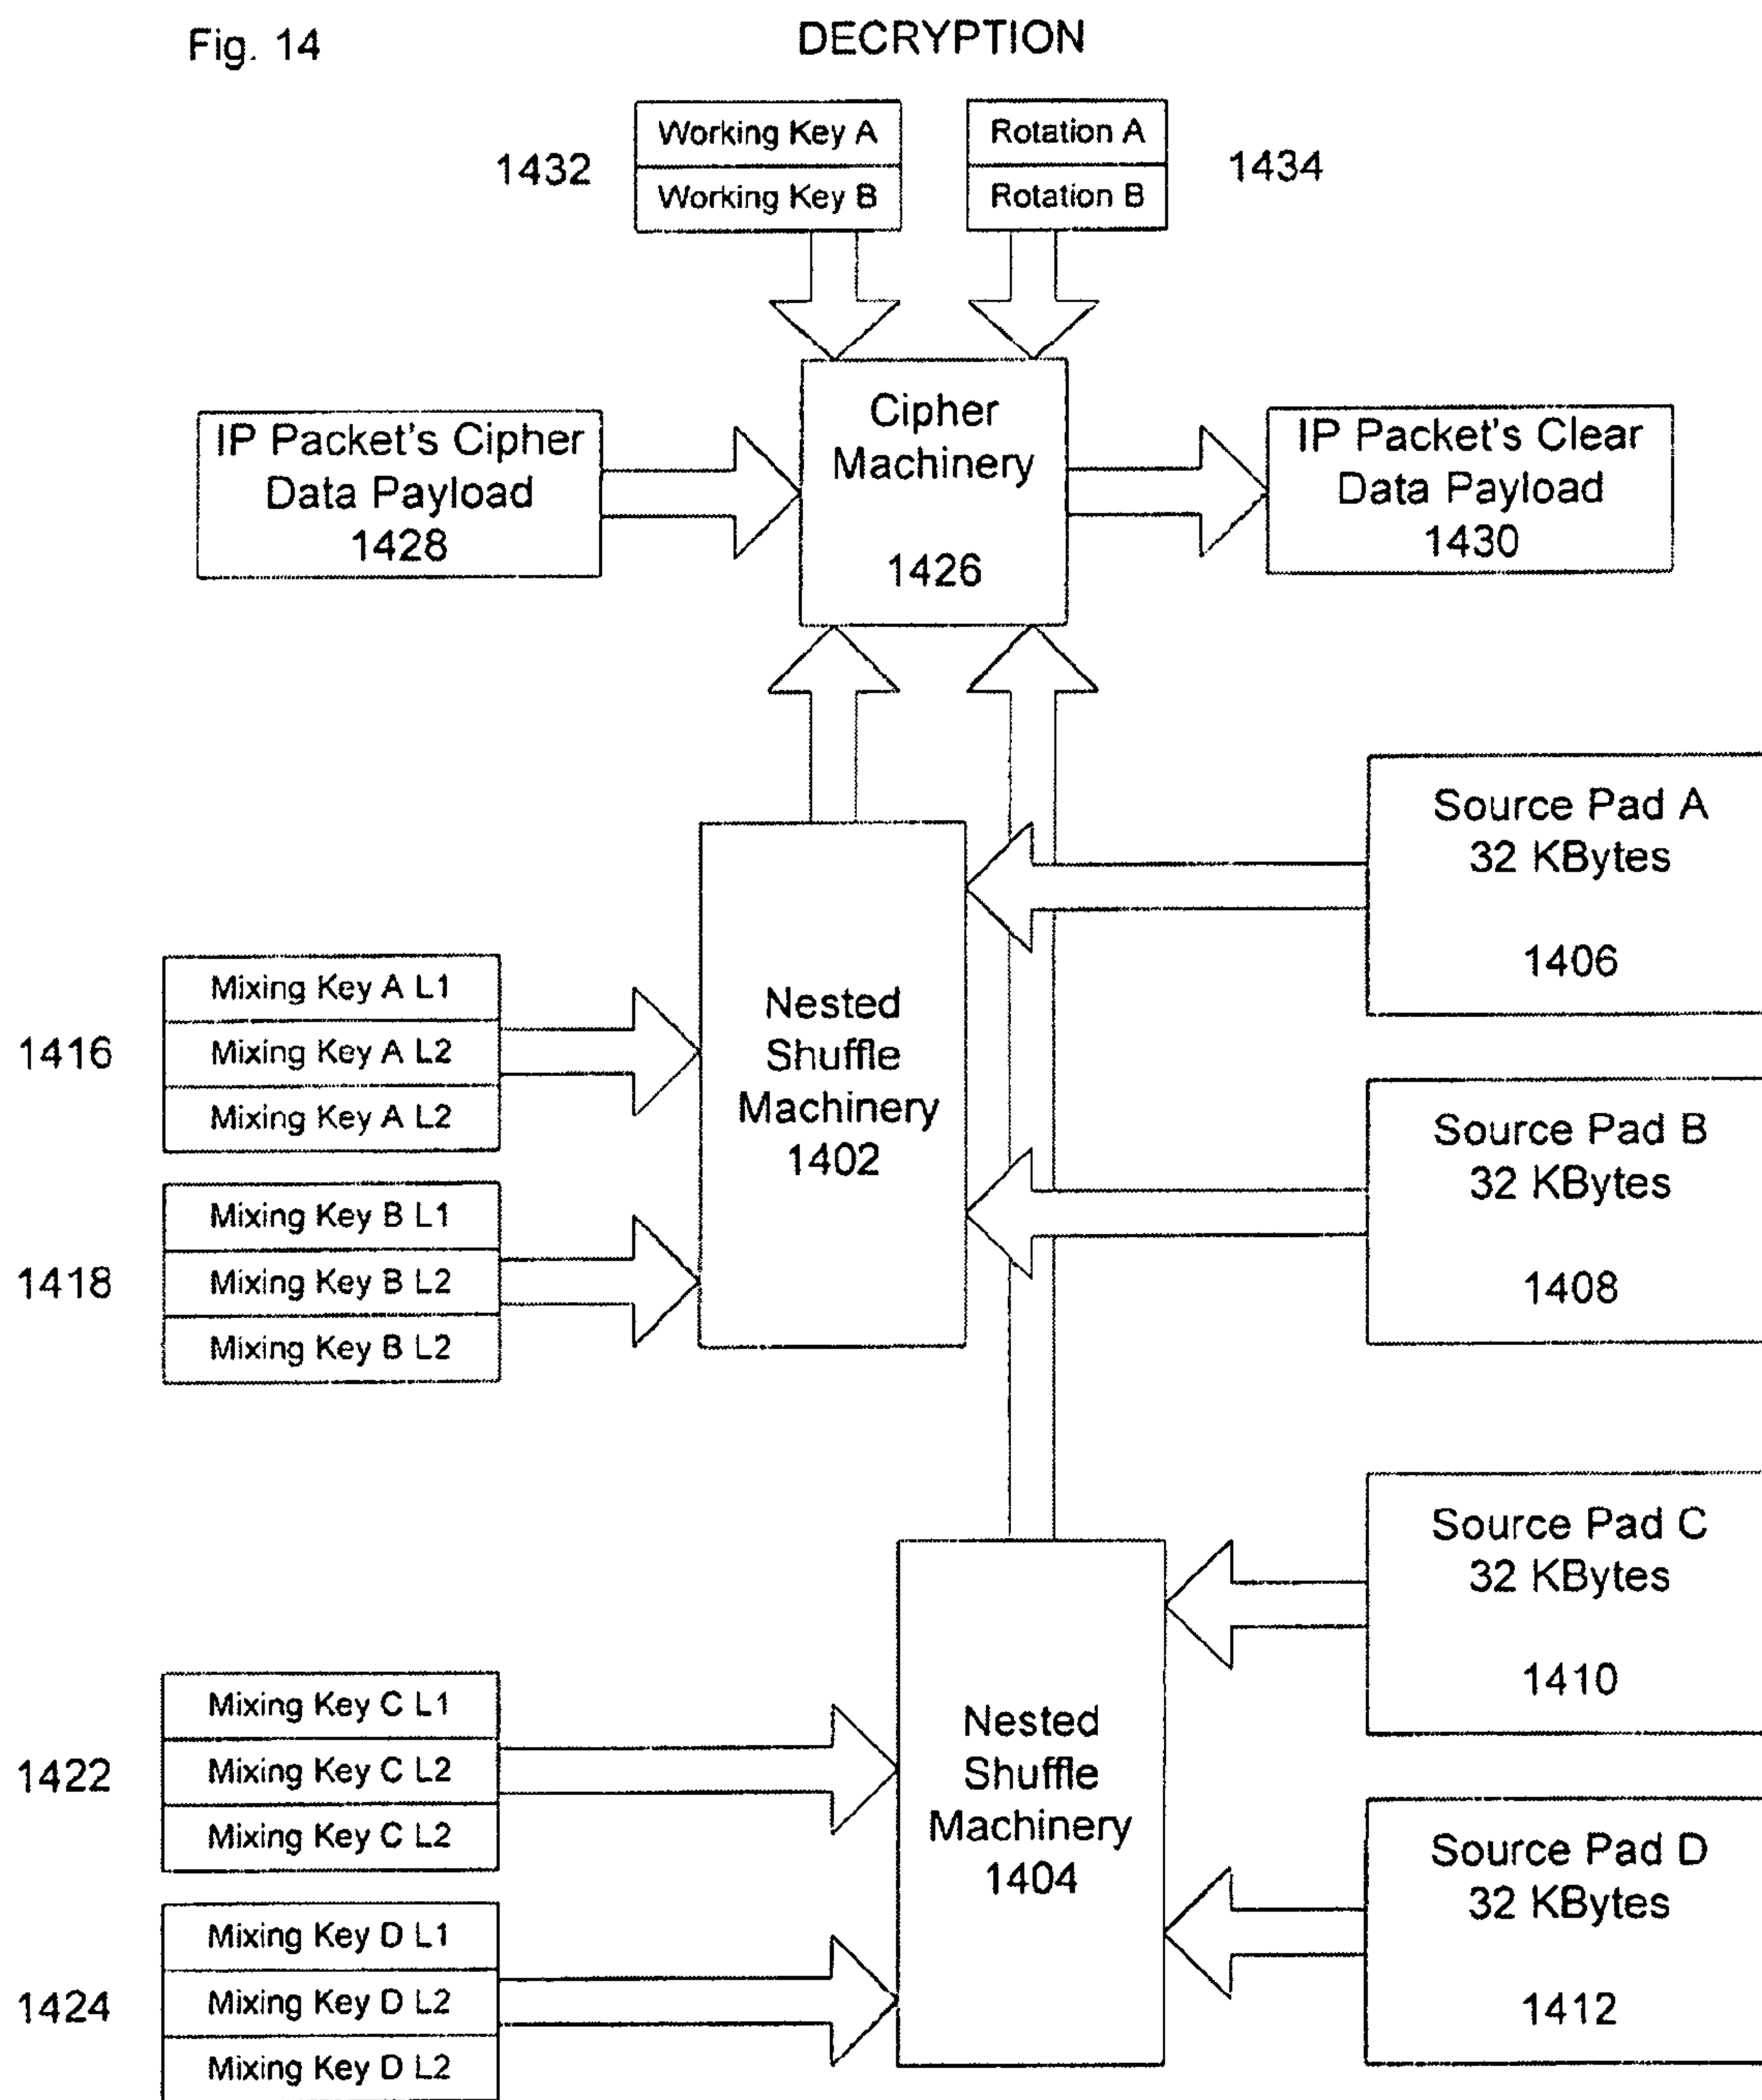 Fig. 14
DECRYPTION
1432
Working Key A
Working Key B
Rotation A
Rotation B
1434
IP Packet's Cipher
Data Payload
1428
Cipher
Machinery
1426
IP Packet's Clear
Data Payload
1430
Source Pad A
32 KBytes
1406
1416
Mixing Key A L1
Mixing Key A L2
Mixing Key A L2
Nested
Shuffle
Machinery
1402
Source Pad B
32 KBytes
1408
1418
Mixing Key B L1
Mixing Key B L2
Mixing Key B L2
Source Pad C
32 KBytes
1410
1422
Mixing Key C L1
Mixing Key C L2
Mixing Key C L2
Nested
Shuffle
Machinery
1404
Source Pad D
32 KBytes
1412
1424
Mixing Key D L1
Mixing Key D L2
Mixing Key D L2